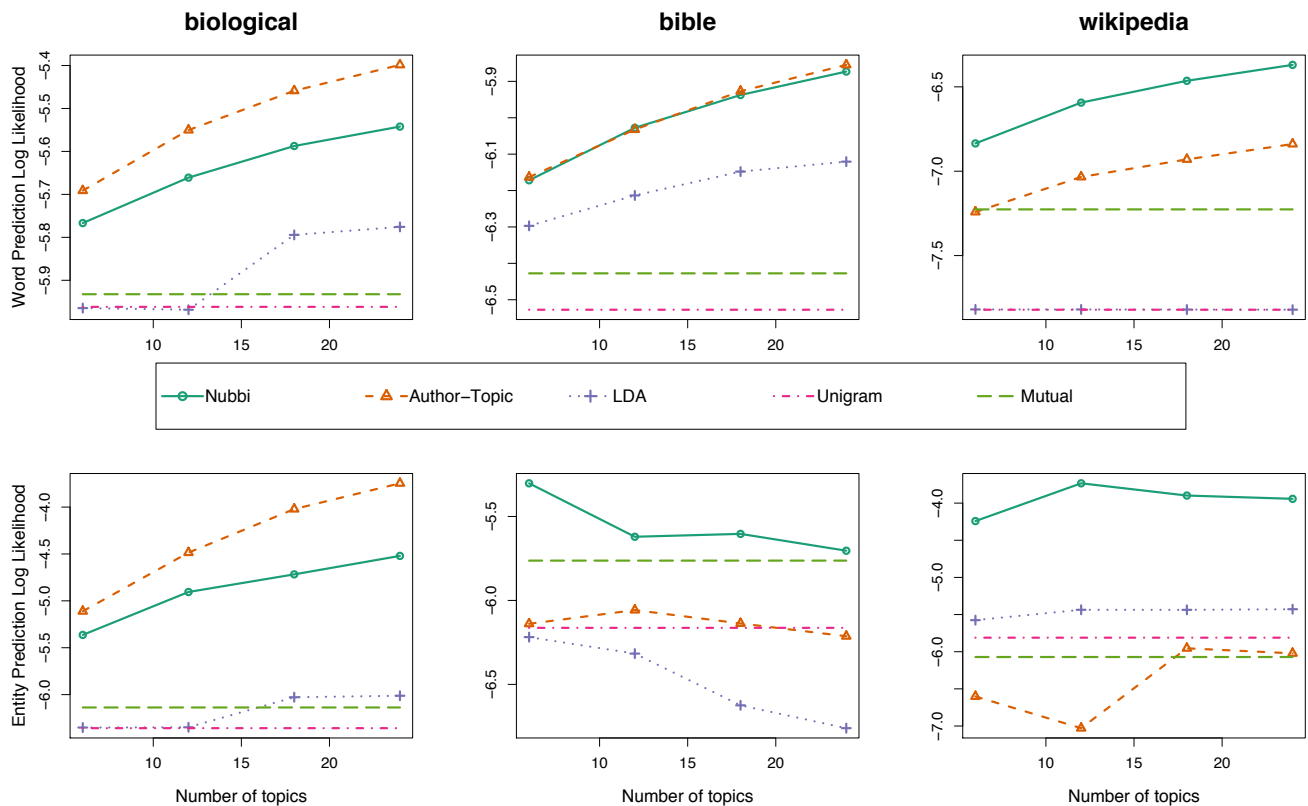 biological bible wikipedia
Word Prediction Log Likelihood
−5.4
−5.5
−5.6
−5.7
−5.8
−5.9
10 15 20
−5.9
−6.1
−6.3
−6.5
10 15 20
−6.5
−7.0
−7.5
10 15 20
Nubbi Author−Topic LDA Unigram Mutual
Entity Prediction Log Likelihood
−4.0
−4.5
−5.0
−5.5
−6.0
10 15 20
−5.5
−6.0
−6.5
10 15 20
−4.0
−5.0
−6.0
−7.0
10 15 20
Number of topics Number of topics Number of topics